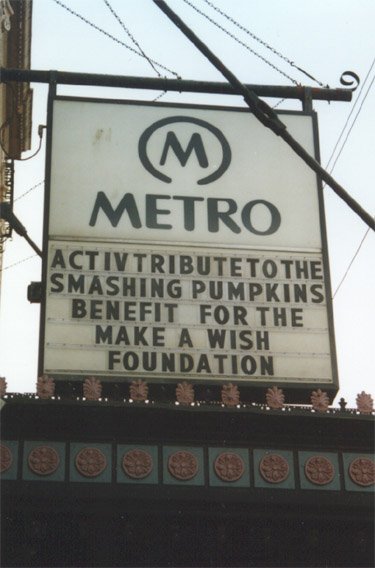 M
METRO
ACTIVTRIBUTETOTHE
SMASHING PUMPKINS
BENEFIT FOR THE
MAKE A WISH
FOUNDATION